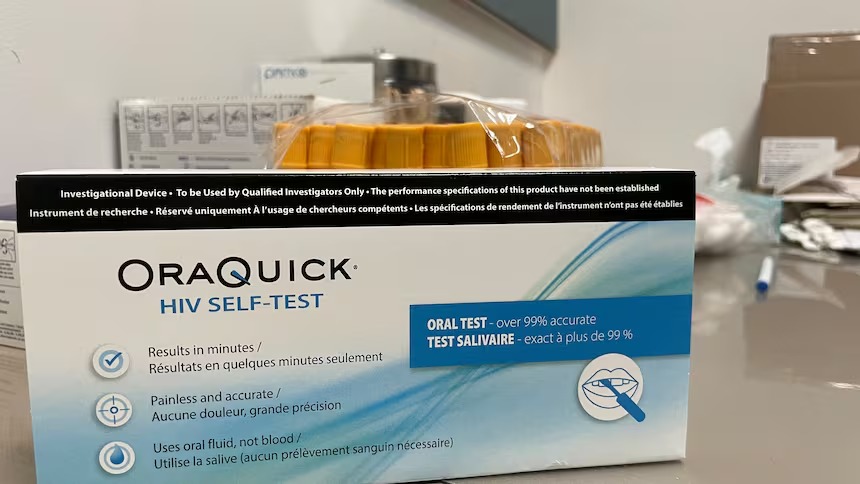 Investigational Device • To be Used by Qualified Investigators Only • The performance specifications of this product have not been established
Instrument de recherche • Réservé uniquement À l'usage de chercheurs compétents • Les spécifications de rendement de l'instrument n'ont pas été établies
ORAQUICK®
HIV SELF-TEST
ORAL TEST - over 99% accurate
TEST SALIVAIRE - exact à plus de 99 %
Results in minutes /
Résultats en quelques minutes seulement
Painless and accurate /
Aucune douleur, grande précision
Uses oral fluid, not blood /
Utilise la salive (aucun prélèvement sanguin nécessaire)